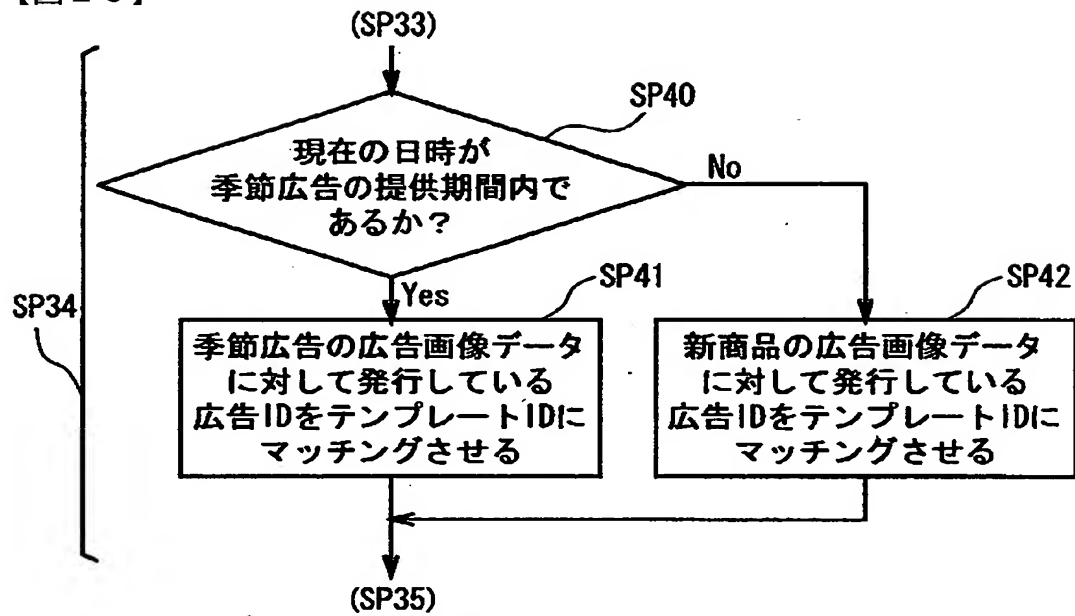 (SP33)
SP40
現在の日時が
季節広告の提供期間内で
あるか？
No
Yes
SP41
SP42
SP34
季節広告の広告画像データ
に対して発行している
広告IDをテンプレートIDに
マッチングさせる
新商品の広告画像データ
に対して発行している
広告IDをテンプレートIDに
マッチングさせる
(SP35)